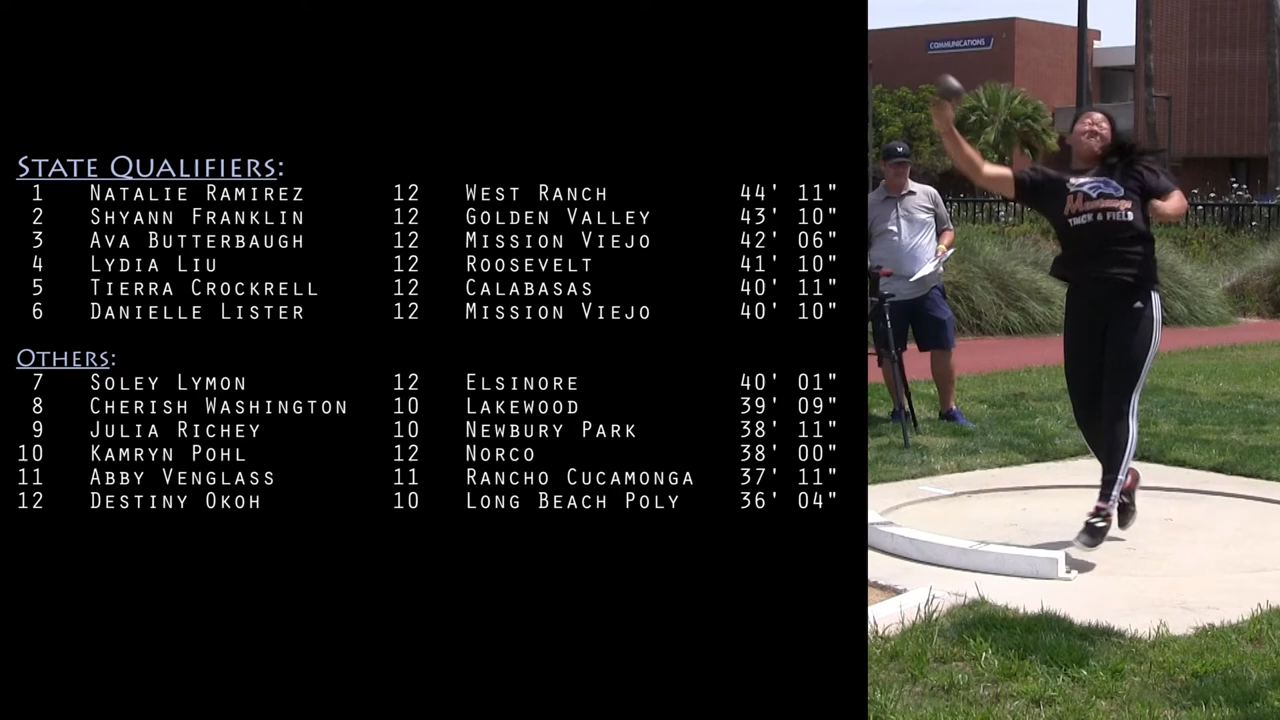 STATE QUALIFIERS:
1 NATALIE RAMIREZ 12 WEST RANCH 44' 11"
2 SHYANN FRANKLIN 12 GOLDEN VALLEY 43' 10"
3 AVA BUTTERBAUGH 12 MISSION VIEJO 42' 06"
4 LYDIA LIU 12 ROOSEVELT 41' 10"
5 TIERRA CROCKRELL 12 CALABASAS 40' 11"
6 DANIELLE LISTER 12 MISSION VIEJO 40' 10"
OTHERS:
7 SOLEY LYMON 12 ELSINORE 40' 01"
8 CHERISH WASHINGTON 10 LAKEWOOD 39' 09"
9 JULIA RICHEY 10 NEWBURY PARK 38' 11"
10 KAMRYN POHL 12 NORCO 38' 00"
11 ABBY VENGLASS 11 RANCHO CUCAMONGA 37' 11"
12 DESTINY OKOH 10 LONG BEACH POLY 36' 04"
COMMUNICATIONS
Mustangs
TRACK & FIELD